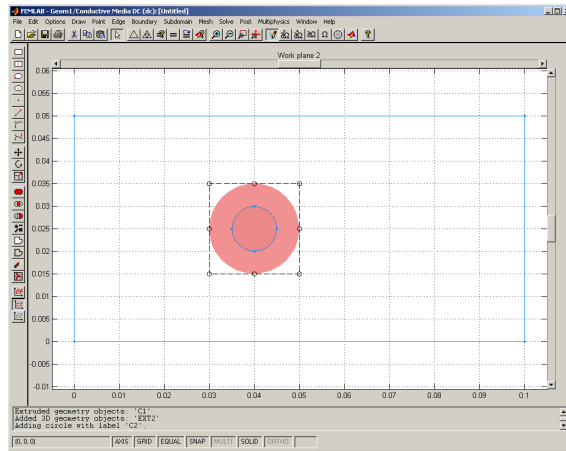 FEMLAB - Geom1/Conductive Media DC (dc): [Untitled]
File Edit Options Draw Point Edge Boundary Subdomain Mesh Solve Post Multiphysics Window Help
Work plane 2
0.06
0.05
0.045
0.04
0.035
0.03
0.025
0.02
0.015
0.01
0.005
0
-0.005
-0.01
0 0.01 0.02 0.03 0.04 0.05 0.06 0.07 0.08 0.09 0.1
Extruded geometry objects: 'C1'
Added 3D geometry objects: 'EXT2'
Adding circle with label 'C2'.
(0, 0, 0) AXIS GRID EQUAL SNAP MULTI SOLID ORTHO